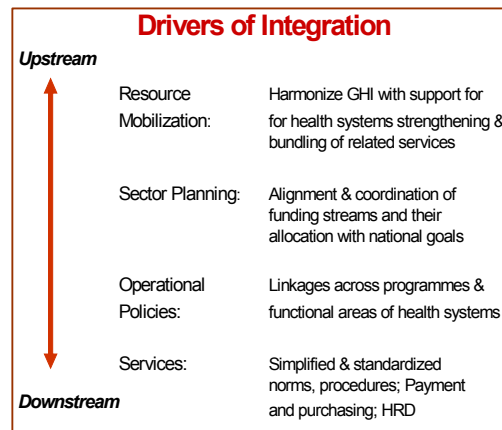 Drivers of Integration
Upstream
Resource Harmonize GHI with support for
Mobilization: for health systems strengthening &
bundling of related services
Sector Planning: Alignment & coordination of
funding streams and their
allocation with national goals
Operational Linkages across programmes &
Policies: functional areas of health systems
Services: Simplified & standardized
norms, procedures; Payment
Downstream and purchasing; HRD